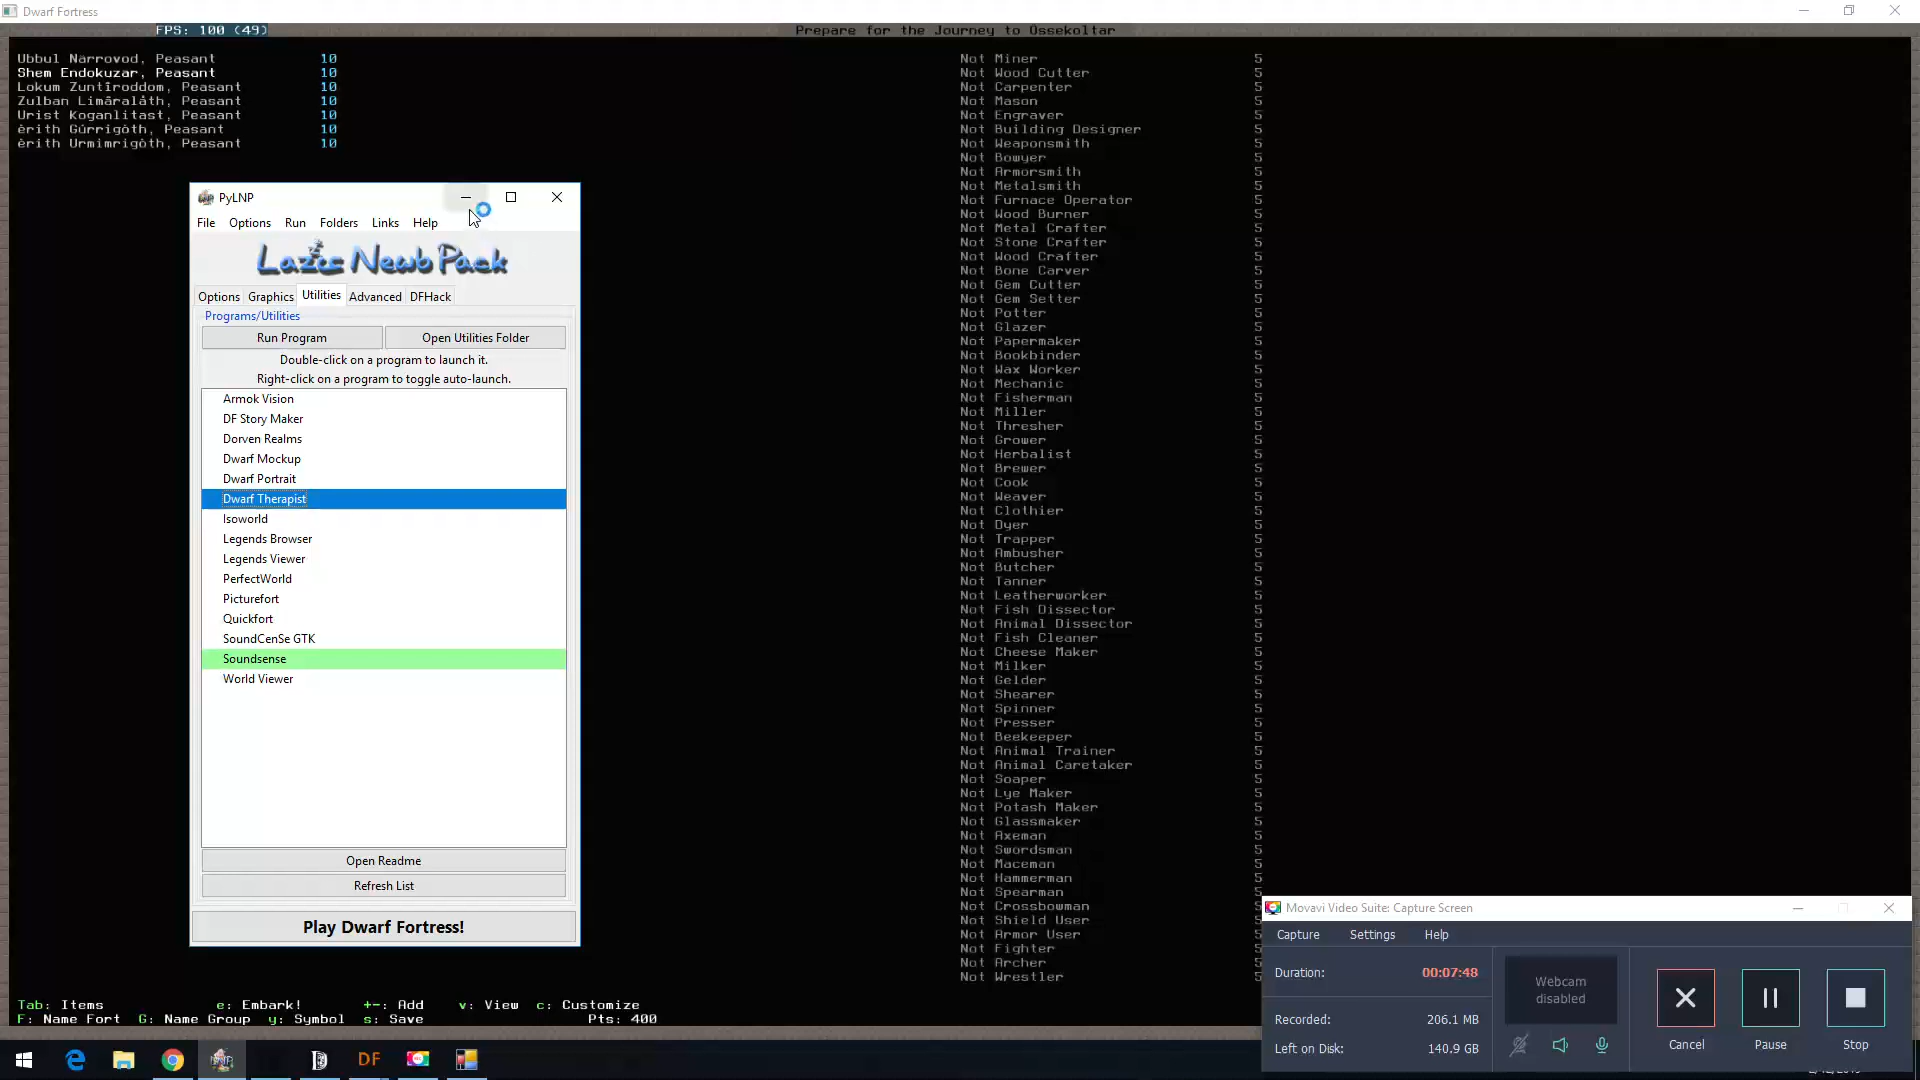 Dwarf Fortress
FPS: 100 (49)
Prepare for the Journey to Ossekoltar
Ubbul Närrovod, Peasant 10
Shem Endokuzar, Peasant 10
Lokum Zuntîroddom, Peasant 10
Zulban Limâralåth, Peasant 10
Urist Koganlitast, Peasant 10
èrith Gúrrigòth, Peasant 10
èrith Urmimrigòth, Peasant 10
Not Miner 5
Not Wood Cutter 5
Not Carpenter 5
Not Mason 5
Not Engraver 5
Not Building Designer 5
Not Weaponsmith 5
Not Bowyer 5
Not Armorsmith 5
Not Metalsmith 5
Not Furnace Operator 5
Not Wood Burner 5
Not Metal Crafter 5
Not Stone Crafter 5
Not Wood Crafter 5
Not Bone Carver 5
Not Gem Cutter 5
Not Gem Setter 5
Not Potter 5
Not Glazer 5
Not Papermaker 5
Not Bookbinder 5
Not Wax Worker 5
Not Mechanic 5
Not Fisherman 5
Not Miller 5
Not Thresher 5
Not Grower 5
Not Herbalist 5
Not Brewer 5
Not Cook 5
Not Weaver 5
Not Clothier 5
Not Dyer 5
Not Trapper 5
Not Ambusher 5
Not Butcher 5
Not Tanner 5
Not Leatherworker 5
Not Fish Dissector 5
Not Animal Dissector 5
Not Fish Cleaner 5
Not Cheese Maker 5
Not Milker 5
Not Gelder 5
Not Shearer 5
Not Spinner 5
Not Presser 5
Not Beekeeper 5
Not Animal Trainer 5
Not Animal Caretaker 5
Not Soaper 5
Not Lye Maker 5
Not Potash Maker 5
Not Glassmaker 5
Not Axeman 5
Not Swordsman 5
Not Maceman 5
Not Hammerman 5
Not Spearman 5
Not Crossbowman 5
Not Shield User 5
Not Armor User 5
Not Fighter 5
Not Archer 5
Not Wrestler 5
PyLNP
File Options Run Folders Links Help
Lazie Newb Pack
Options Graphics Utilities Advanced DFHack
Programs/Utilities
Run Program Open Utilities Folder
Double-click on a program to launch it.
Right-click on a program to toggle auto-launch.
Armok Vision
DF Story Maker
Dorven Realms
Dwarf Mockup
Dwarf Portrait
Dwarf Therapist
Isoworld
Legends Browser
Legends Viewer
PerfectWorld
Picturefort
Quickfort
SoundCenSe GTK
Soundsense
World Viewer
Open Readme
Refresh List
Play Dwarf Fortress!
Tab: Items e: Embark! +-: Add v: View c: Customize
F: Name Fort G: Name Group y: Symbol s: Save Pts: 400
Movavi Video Suite: Capture Screen
Capture Settings Help
Duration: 00:07:48
Webcam
disabled
Recorded: 206.1 MB
Left on Disk: 140.9 GB
Cancel Pause Stop
DF